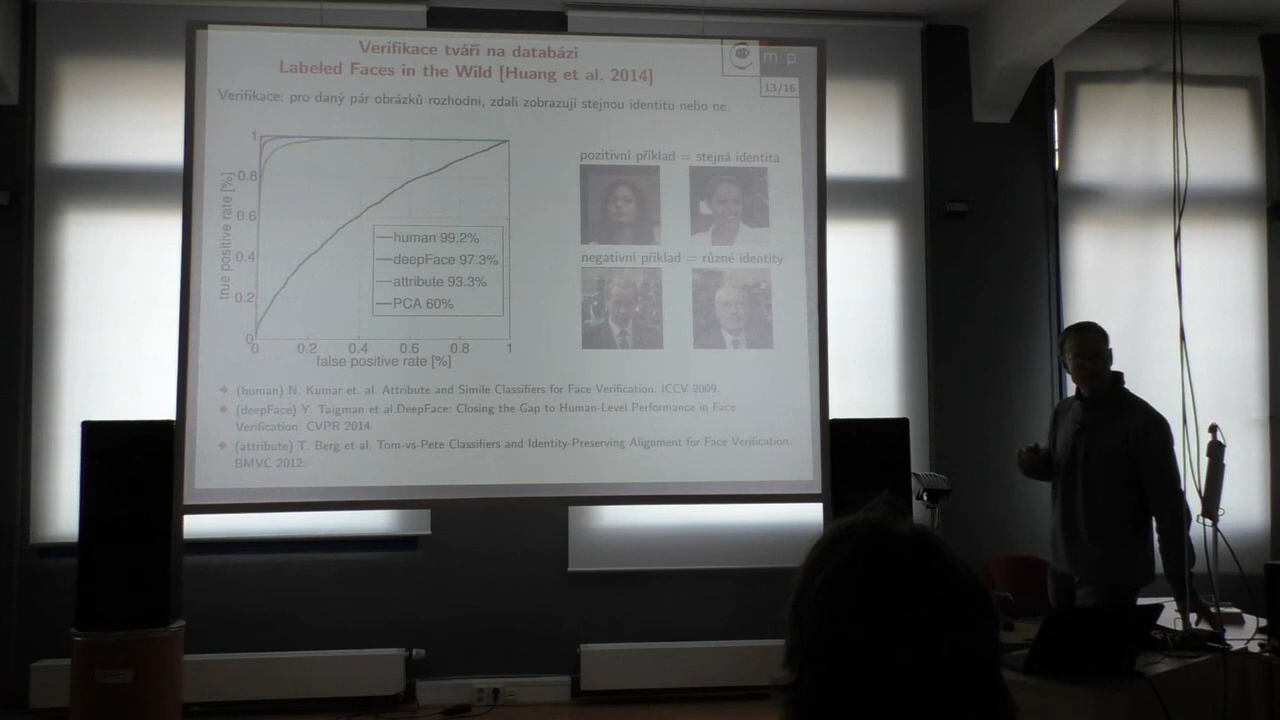 Verifikace tváří na databázi
Labeled Faces in the Wild [Huang et al. 2014]
m p
13/16
Verifikace: pro daný pár obrázků rozhodni, zdali zobrazují stejnou identitu nebo ne.
pozitivní příklad = stejná identita
negativní příklad = různé identity
true positive rate [%]
1
0.8
0.6
0.4
0.2
0
human 99.2%
deepFace 97.3%
attribute 93.3%
PCA 60%
0 0.2 0.4 0.6 0.8 1
false positive rate [%]
(human) N. Kumar et. al. Attribute and Simile Classifiers for Face Verification. ICCV 2009.
(deepFace) Y. Taigman et al.DeepFace: Closing the Gap to Human-Level Performance in Face
Verification. CVPR 2014.
(attribute) T. Berg et al. Tom-vs-Pete Classifiers and Identity-Preserving Alignment for Face Verification.
BMVC 2012.